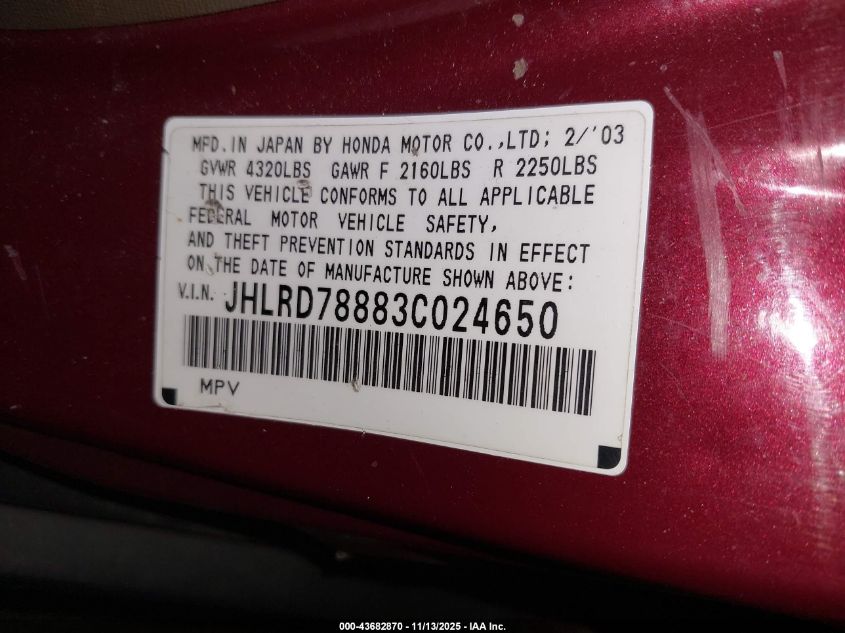 MFD. IN JAPAN BY HONDA MOTOR CO.,LTD; 2/'03
GVWR 4320LBS GAWR F 2160LBS R 2250LBS
THIS VEHICLE CONFORMS TO ALL APPLICABLE
FEDERAL MOTOR VEHICLE SAFETY,
AND THEFT PREVENTION STANDARDS IN EFFECT
ON THE DATE OF MANUFACTURE SHOWN ABOVE:
V.I.N. JHLRD78883C024650
MPV
000-43682870 - 11/13/2025 - IAA Inc.